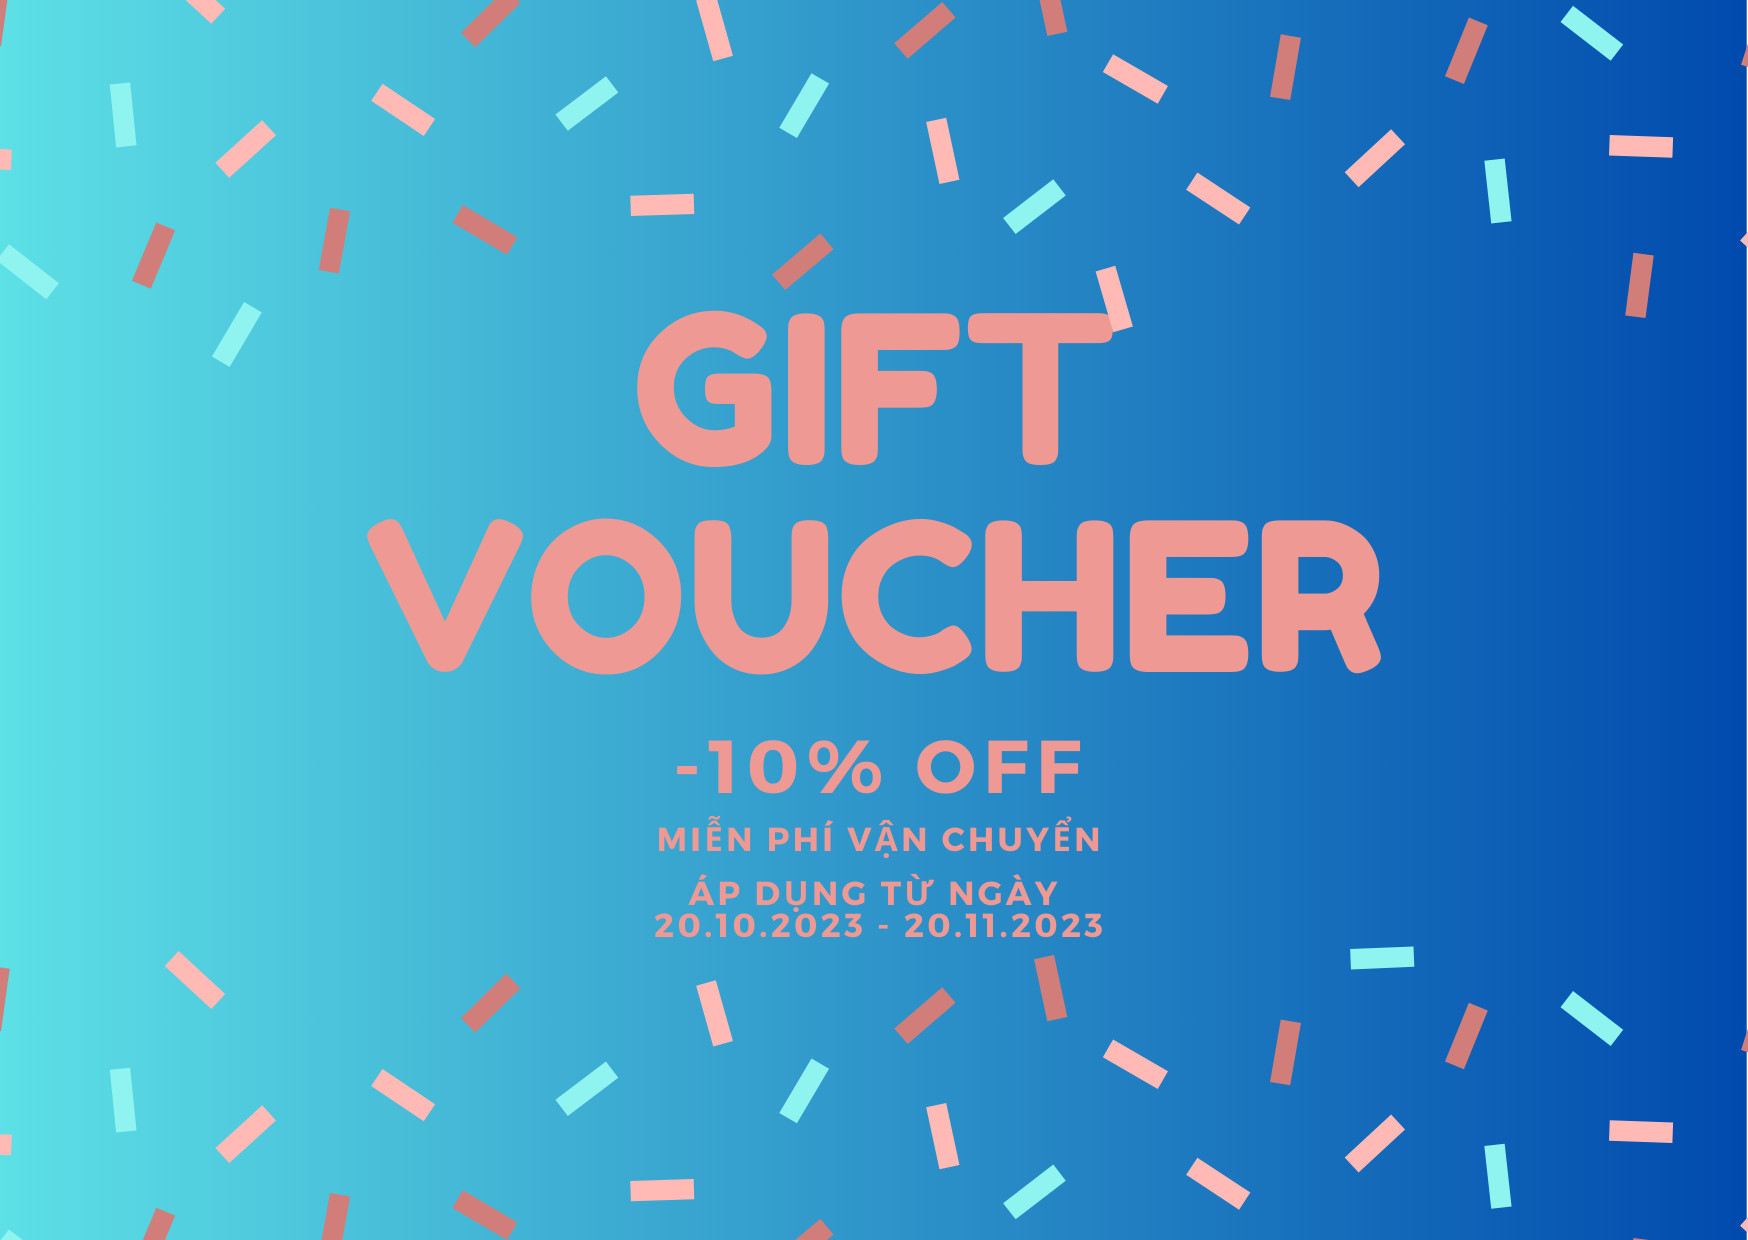 GIFT
VOUCHER
-10% OFF
MIỄN PHÍ VẬN CHUYỂN
ÁP DỤNG TỪ NGÀY
20.10.2023 - 20.11.2023